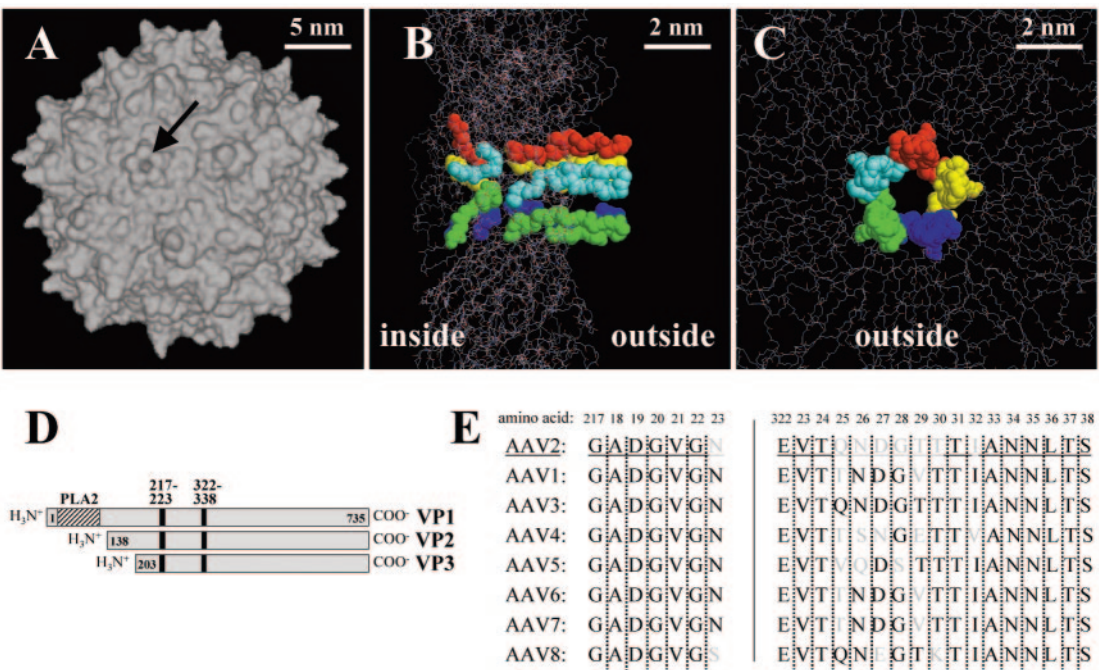 A
5 nm
B
2 nm
inside
outside
C
2 nm
outside
D
217-
223
322-
338
PLA2
H₃N⁺ 1 735 COO⁻ VP1
H₃N⁺ 138 COO⁻ VP2
H₃N⁺ 203 COO⁻ VP3
E
amino acid: 217 18 19 20 21 22 23 322 23 24 25 26 27 28 29 30 31 32 33 34 35 36 37 38
AAV2: G A D G V G N E V T Q N D G T T T I A N N L T S
AAV1: G A D G V G N E V T T N D G V T T I A N N L T S
AAV3: G A D G V G N E V T Q N D G T T T I A N N L T S
AAV4: G A D G V G N E V T T S N G E T T V A N N L T S
AAV5: G A D G V G N E V T V Q D S T T T I A N N L T S
AAV6: G A D G V G N E V T T N D G V T T I A N N L T S
AAV7: G A D G V G N E V T T N D G V T T I A N N L T S
AAV8: G A D G V G S E V T Q N E G T K T I A N N L T S